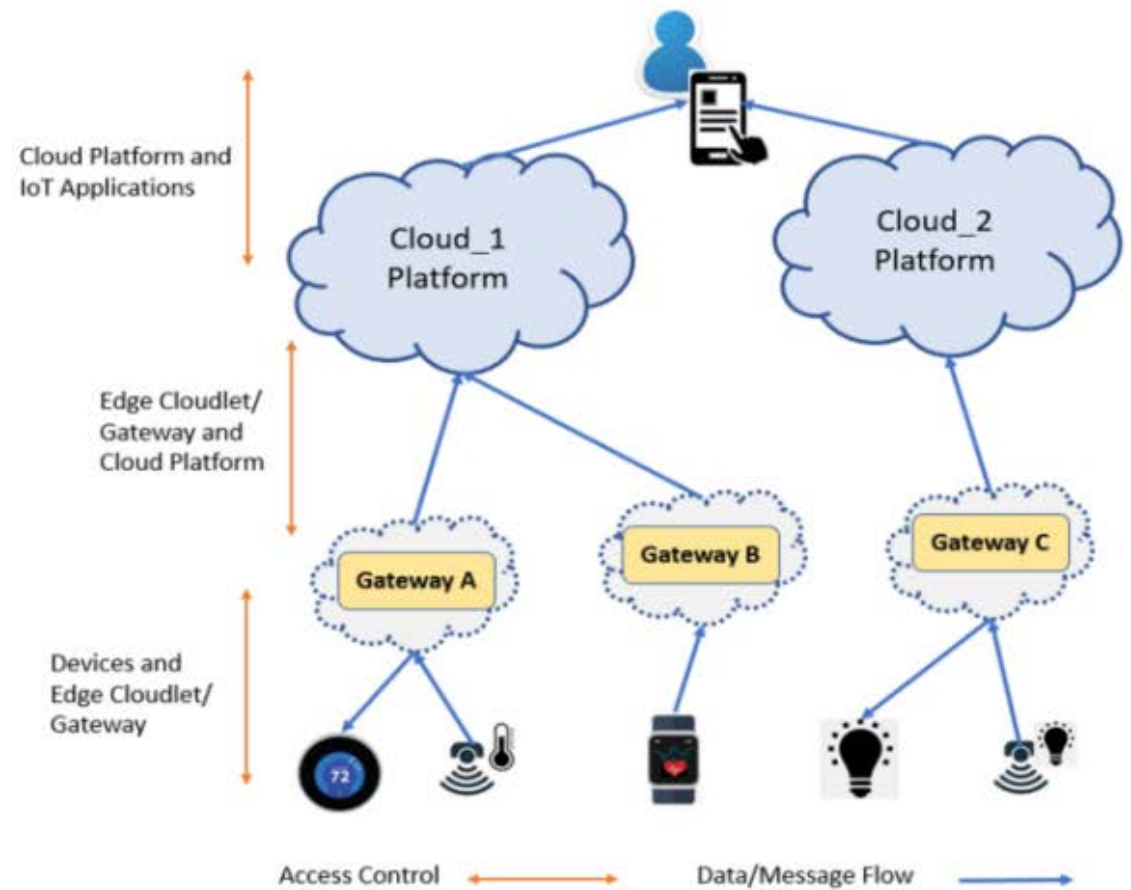 Cloud Platform and
IoT Applications
Cloud_1
Platform
Cloud_2
Platform
Edge Cloudlet/
Gateway and
Cloud Platform
Gateway A
Gateway B
Gateway C
Devices and
Edge Cloudlet/
Gateway
72
Access Control
Data/Message Flow